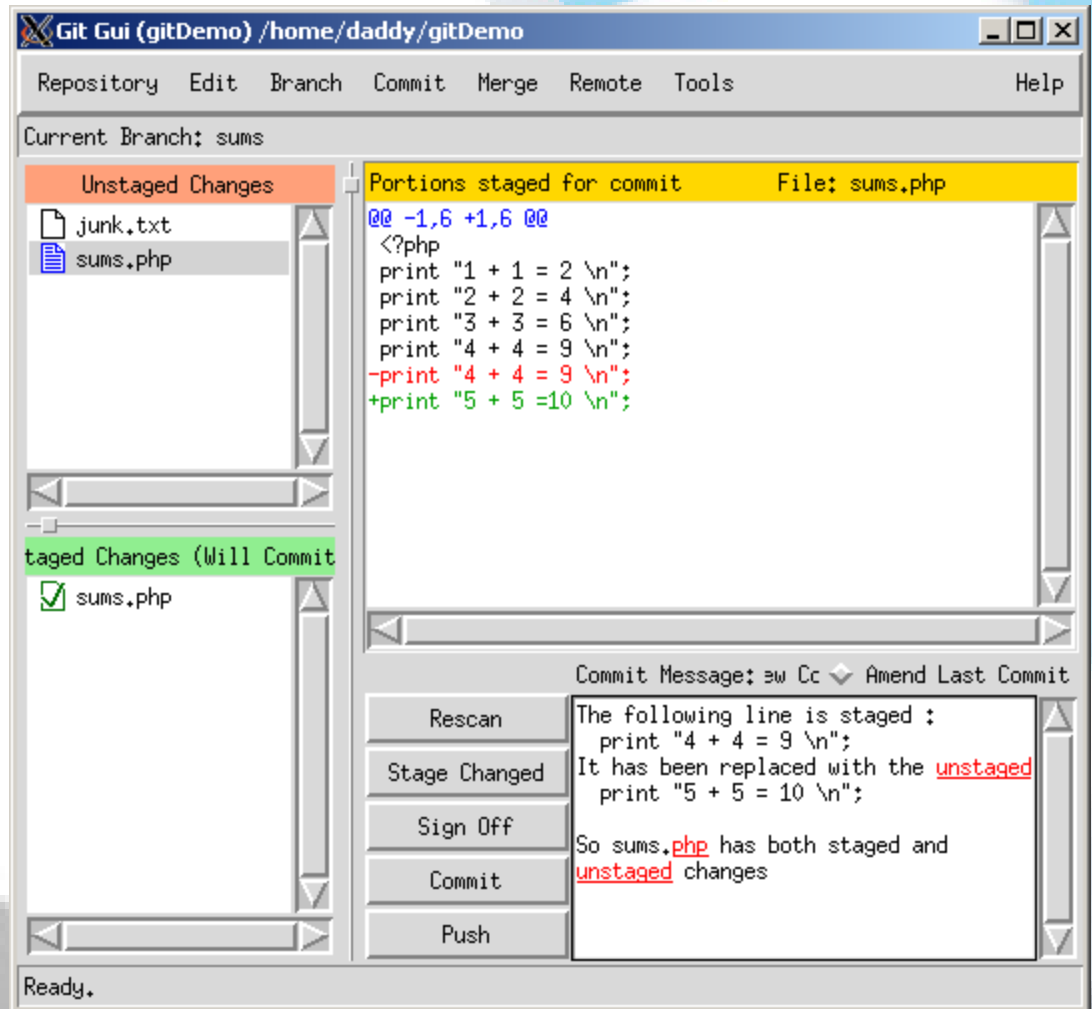 Git Gui (gitDemo) /home/daddy/gitDemo
Repository Edit Branch Commit Merge Remote Tools Help
Current Branch: sums
Unstaged Changes
junk.txt
sums.php
taged Changes (Will Commit
sums.php
Portions staged for commit File: sums.php
@@ -1,6 +1,6 @@
<?php
print "1 + 1 = 2 \n";
print "2 + 2 = 4 \n";
print "3 + 3 = 6 \n";
print "4 + 4 = 9 \n";
-print "4 + 4 = 9 \n";
+print "5 + 5 =10 \n";
Commit Message: ew Co Amend Last Commit
Rescan
Stage Changed
Sign Off
Commit
Push
The following line is staged :
print "4 + 4 = 9 \n";
It has been replaced with the unstaged
print "5 + 5 = 10 \n";
So sums.php has both staged and
unstaged changes
Ready.